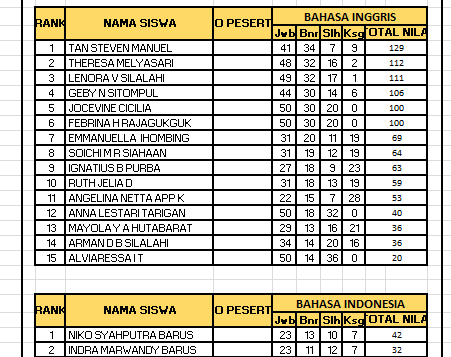 RANK NAMA SISWA O PESERT BAHASA INGGRIS
Jwb Bnr Slh Ksg TOTAL NILA
1 TAN STEVEN MANUEL 41 34 7 9 129
2 THERESA MELYASARI 48 32 16 2 112
3 LENORA V SILALAHI 49 32 17 1 111
4 GEBY N SITOMPUL 44 30 14 6 106
5 JOCEVINE CICILIA 50 30 20 0 100
6 FEBRINA H RAJAGUKGUK 50 30 20 0 100
7 EMMANUELLA IHOMBING 31 20 11 19 69
8 SOICHI M R SIAHAAN 31 19 12 19 64
9 IGNATIUS B PURBA 27 18 9 23 63
10 RUTH JELIA D 31 18 13 19 59
11 ANGELINA NETTA APP K 22 15 7 28 53
12 ANNA LESTARI TARIGAN 50 18 32 0 40
13 MAYOLAY A HUTABARAT 29 13 16 21 36
14 ARMAN D B SILALAHI 34 14 20 16 36
15 ALVIARESSA I T 50 14 36 0 20
RANK NAMA SISWA O PESERT BAHASA INDONESIA
Jwb Bnr Slh Ksg TOTAL NILA
1 NIKO SYAHPUTRA BARUS 23 13 10 7 42
2 INDRA MARWANDY BARUS 23 11 12 7 32